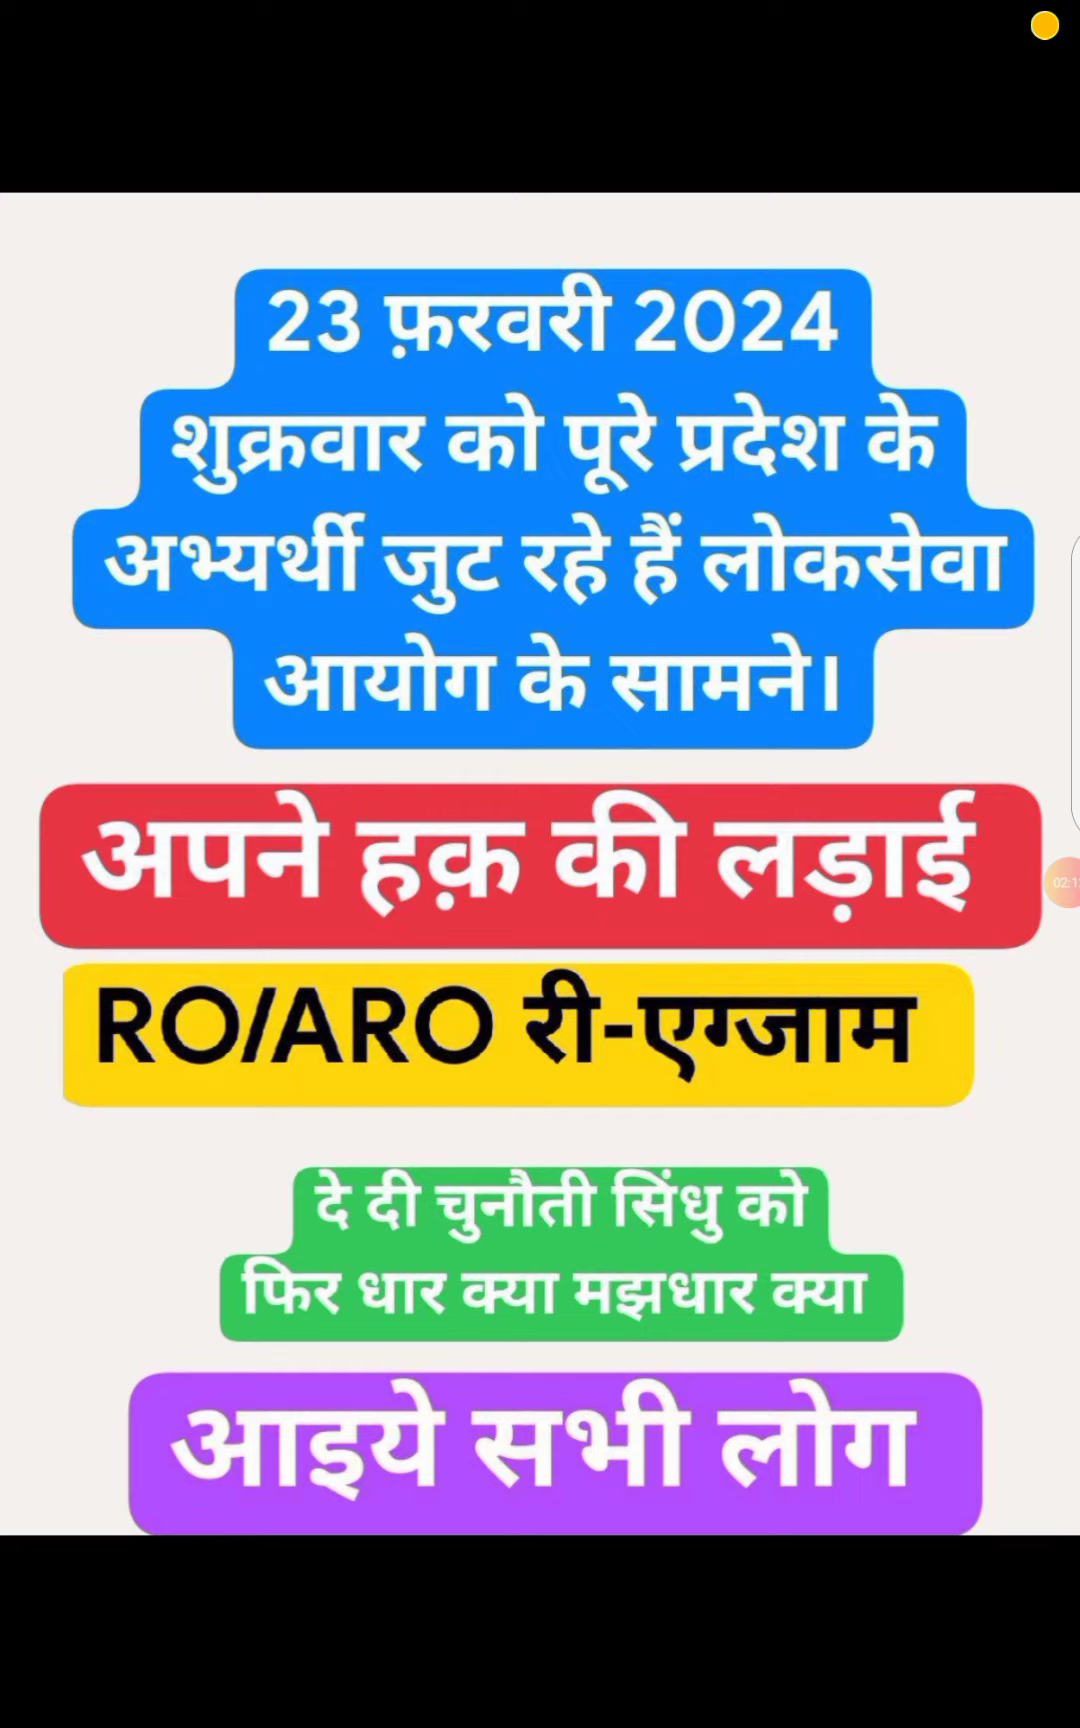 23 फ़रवरी 2024
शुक्रवार को पूरे प्रदेश के
अभ्यर्थी जुट रहे हैं लोकसेवा
आयोग के सामने।
अपने हक़ की लड़ाई
RO/ARO री-एग्जाम
दे दी चुनौती सिंधु को
फिर धार क्या मझधार क्या
आइये सभी लोग